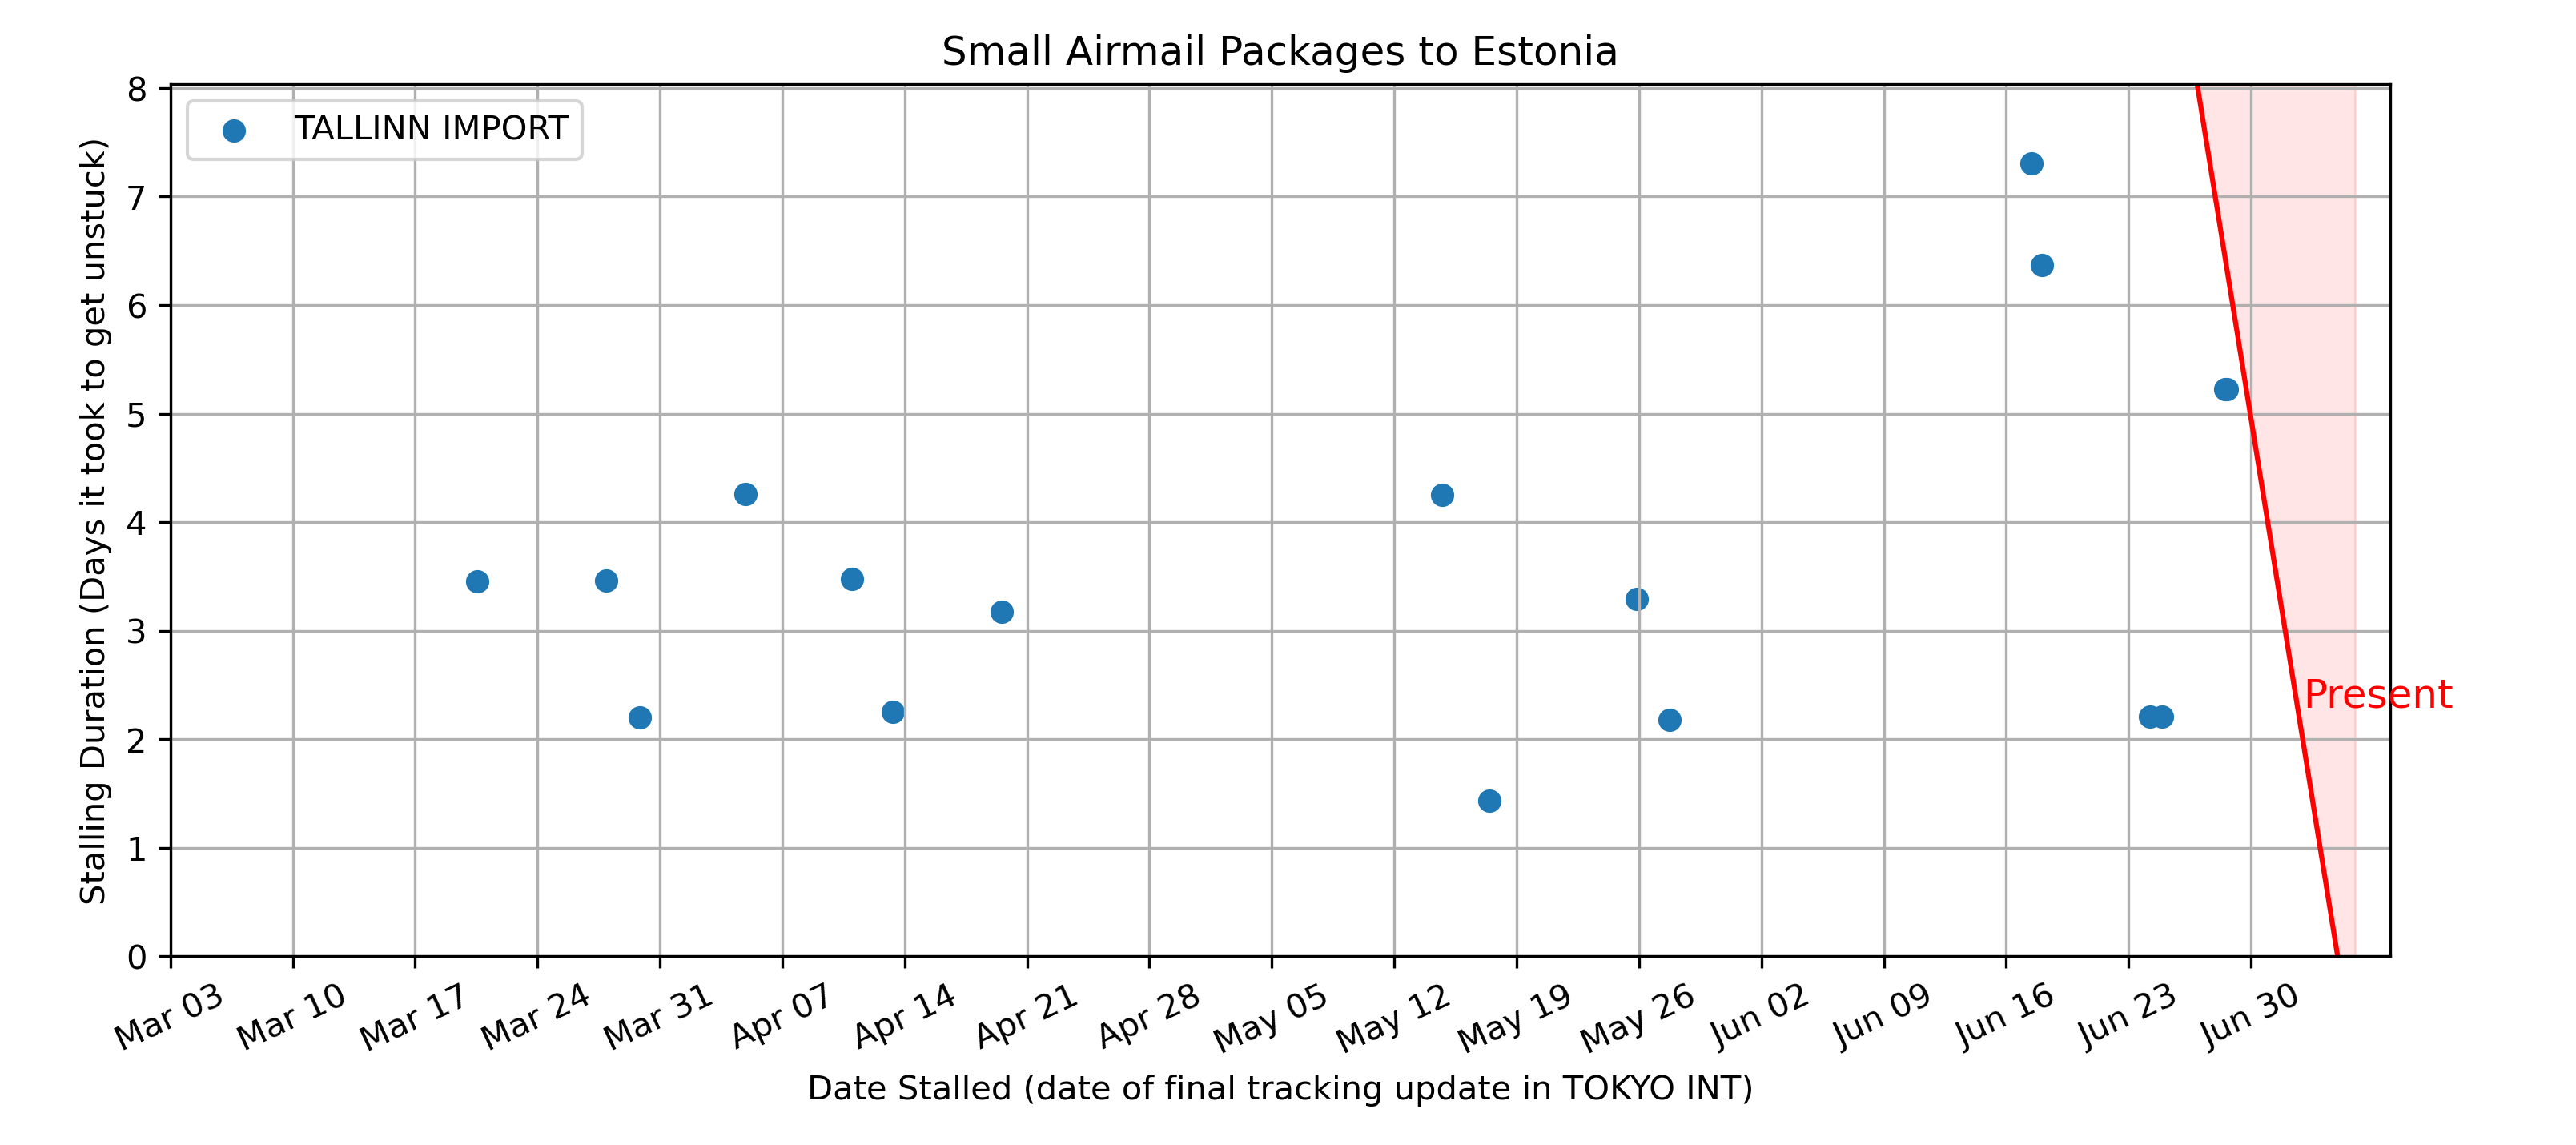 Small Airmail Packages to Estonia
TALLINN IMPORT
Stalling Duration (Days it took to get unstuck)
8
7
6
5
4
3
2
1
0
Present
Mar 03
Mar 10
Mar 17
Mar 24
Mar 31
Apr 07
Apr 14
Apr 21
Apr 28
May 05
May 12
May 19
May 26
Jun 02
Jun 09
Jun 16
Jun 23
Jun 30
Date Stalled (date of final tracking update in TOKYO INT)